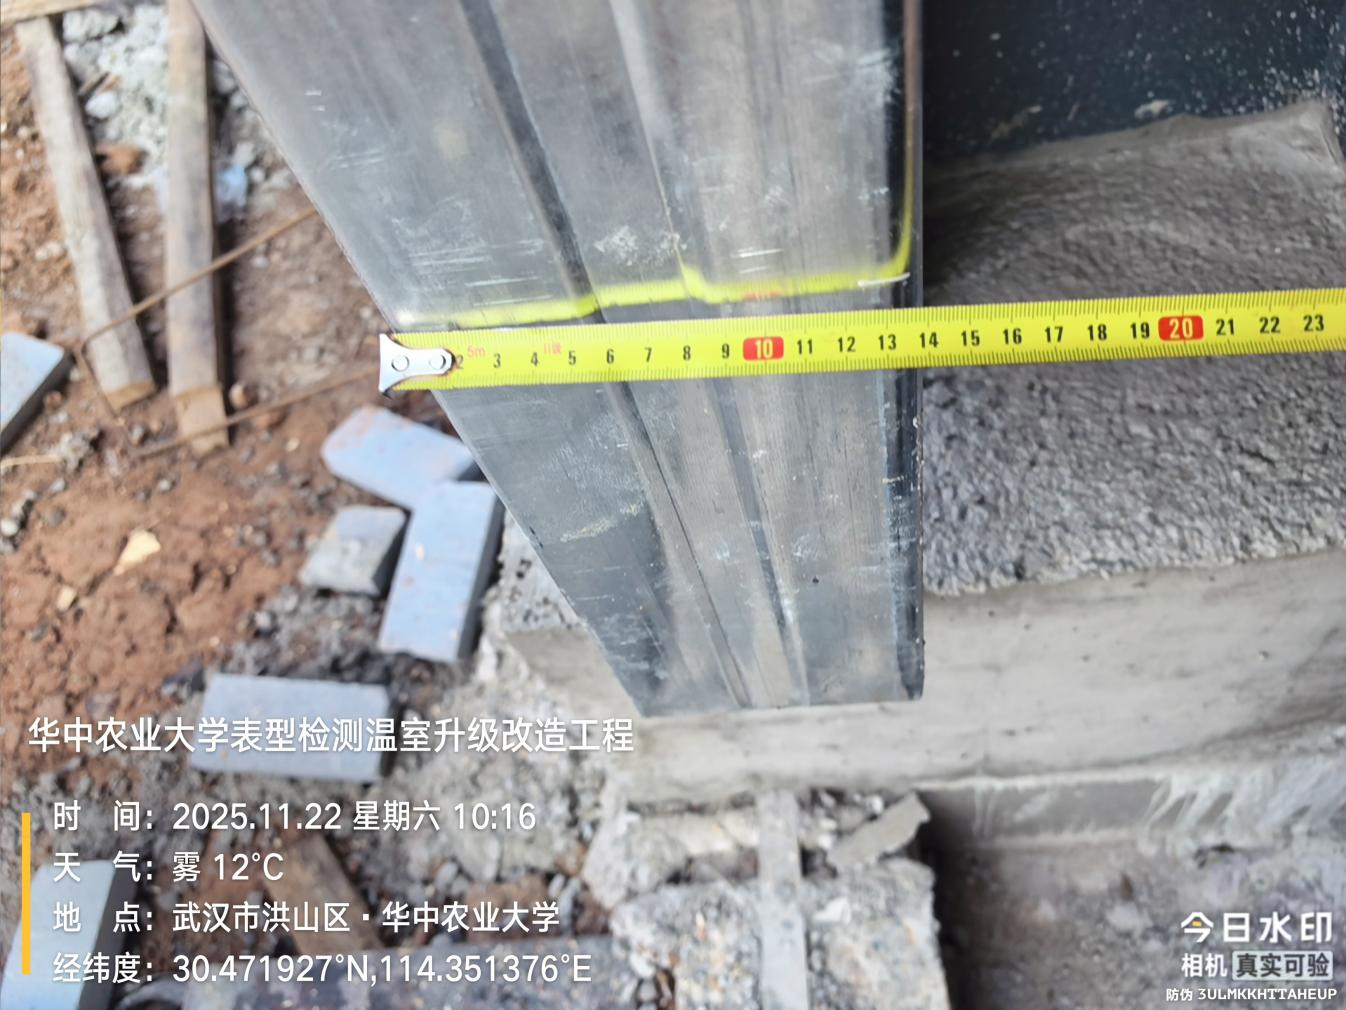 5m
2 3 4 5 6 7 8 9 10 11 12 13 14 15 16 17 18 19 20 21 22 23
华中农业大学表型检测温室升级改造工程
时 间：2025.11.22 星期六 10:16
天 气：雾 12℃
地 点：武汉市洪山区·华中农业大学
经纬度：30.471927°N,114.351376°E
今日水印
相机 真实可验
防伪 3ULMKKHTTAHEUP